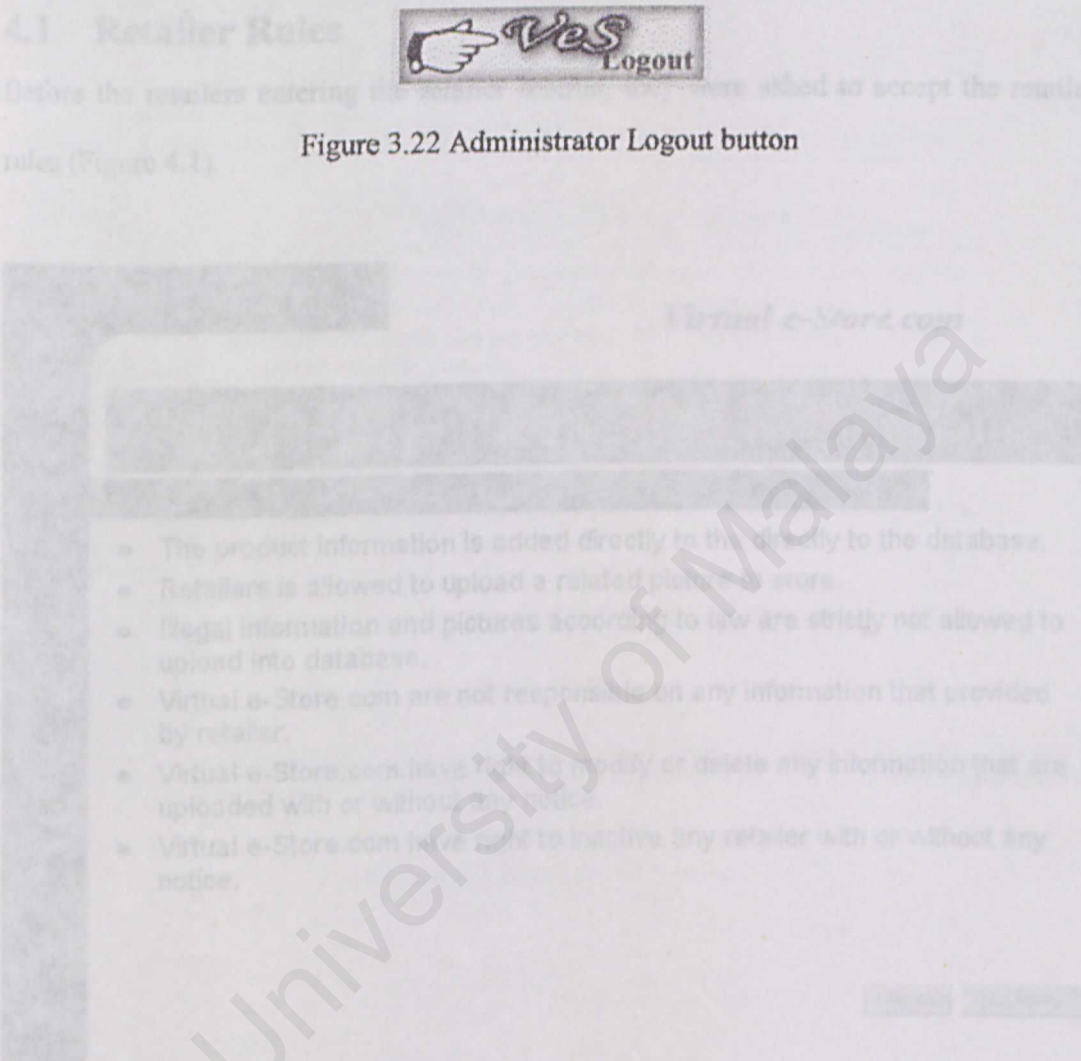 4.1 Retailer Rules
VeS
Logout
Before the retailers entering the retailer were asked to accept the
Figure 3.22 Administrator Logout button
rules (Figure 4.1).
Virtual e-Store.com
The product information is added directly to the directly to the database.
Retailers is allowed to upload a related picture store.
Illegal information and pictures according to law are strictly not allowed to
upload into database.
Virtual e-Store.com are not responsible on any information that provided
by retailer.
Virtual e-Store.com have right to modify or delete any information that are
uploaded with or without any notice.
Virtual e-Store.com have right to inactive any retailer with or without any
notice.
University of Malaya